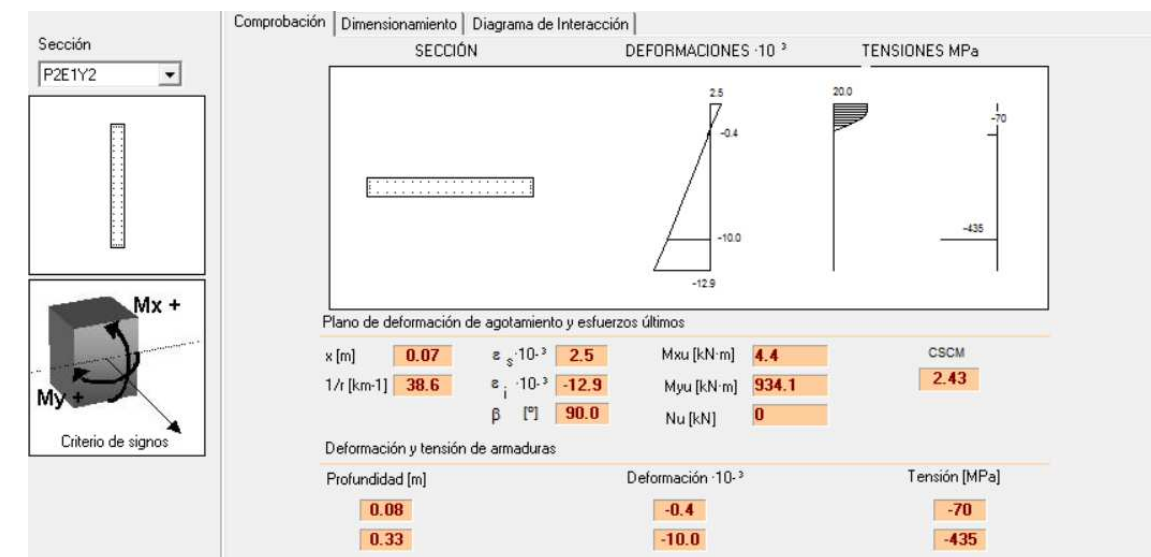 Comprobación Dimensionamiento Diagrama de Interacción
Sección
P2E1Y2
SECCIÓN DEFORMACIONES ·10 ³ TENSIONES MPa
2.5
-0.4
-10.0
-12.9
20.0
-70
-435
Mx +
My +
Criterio de signos
Plano de deformación de agotamiento y esfuerzos últimos
x [m] 0.07 ε s ·10-³ 2.5 Mxu [kN·m] 4.4 CSCM
1/r [km-1] 38.6 ε i ·10-³ -12.9 Myu [kN·m] 934.1 2.43
β [º] 90.0 Nu [kN] 0
Deformación y tensión de armaduras
Profundidad [m] Deformación ·10-³ Tensión [MPa]
0.08 -0.4 -70
0.33 -10.0 -435